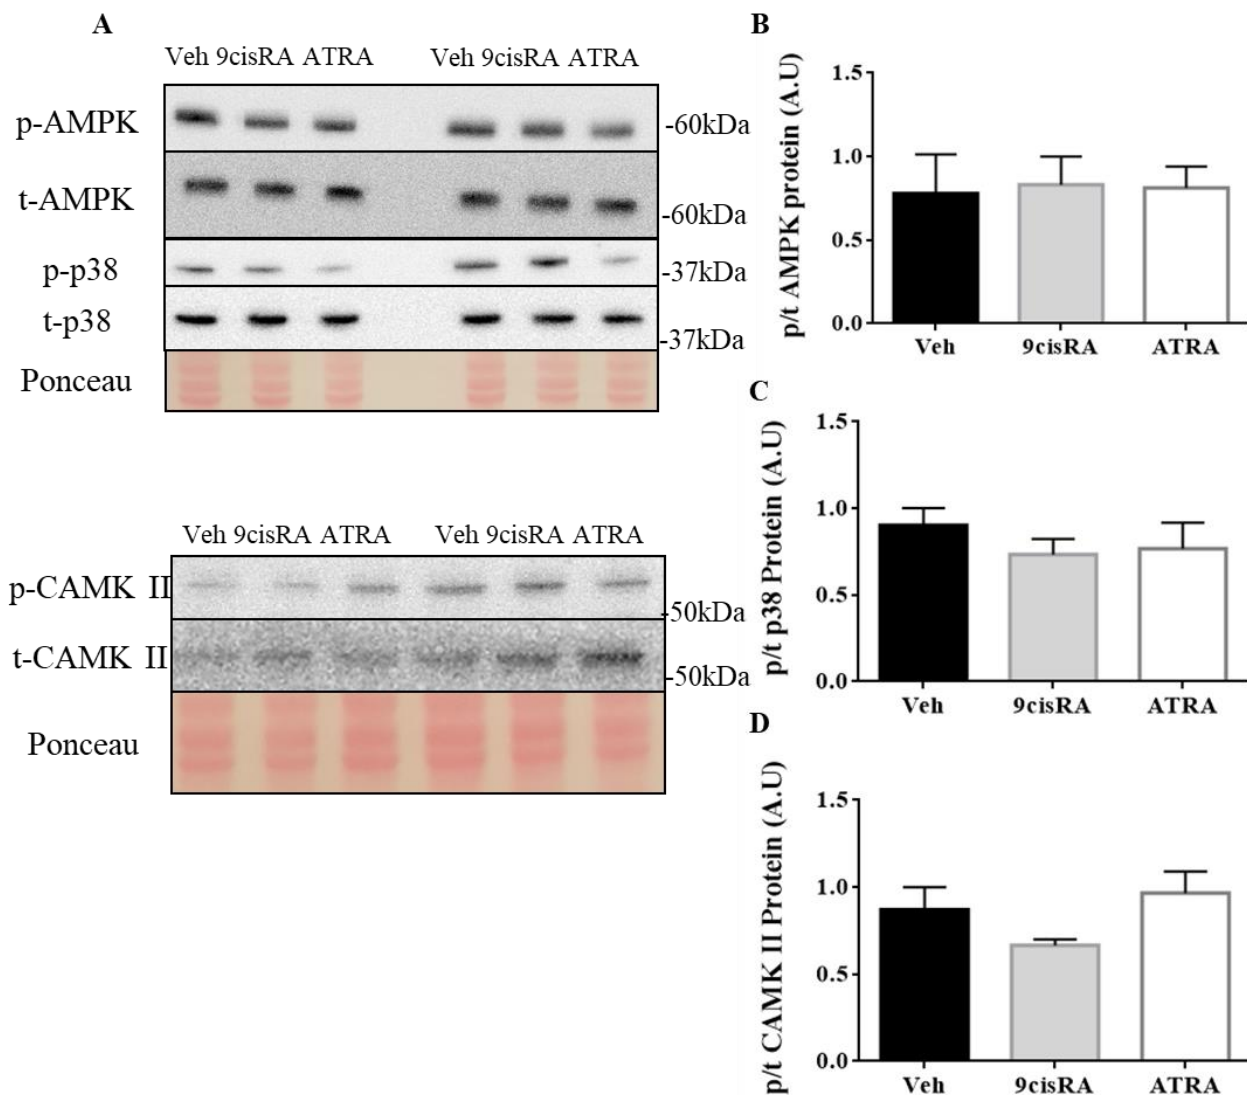 A
Veh 9cisRA ATRA
Veh 9cisRA ATRA
p-AMPK
-60kDa
t-AMPK
-60kDa
p-p38
-37kDa
t-p38
-37kDa
Ponceau
Veh 9cisRA ATRA
Veh 9cisRA ATRA
p-CAMK II
-50kDa
t-CAMK II
-50kDa
Ponceau
B
p/t AMPK protein (A.U)
1.5
1.0
0.5
0.0
Veh
9cisRA
ATRA
C
p/t p38 Protein (A.U)
1.5
1.0
0.5
0.0
Veh
9cisRA
ATRA
D
p/t CAMK II Protein (A.U)
1.5
1.0
0.5
0.0
Veh
9cisRA
ATRA